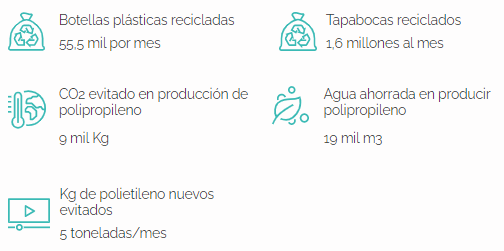 Botellas plásticas recicladas
55,5 mil por mes
Tapabocas reciclados
1,6 millones al mes
CO2 evitado en producción de
polipropileno
9 mil Kg
Agua ahorrada en producir
polipropileno
19 mil m3
Kg de polietileno nuevos
evitados
5 toneladas/mes